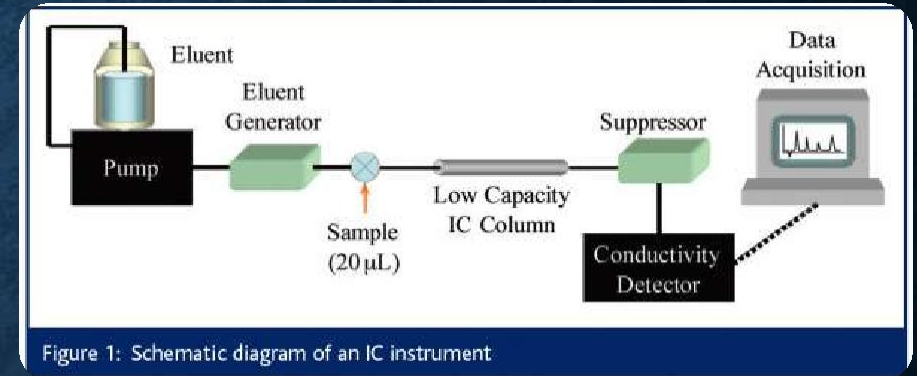 Eluent
Pump
Eluent
Generator
Sample
(20 µL)
Low Capacity
IC Column
Suppressor
Conductivity
Detector
Data
Acquisition
Figure 1: Schematic diagram of an IC instrument